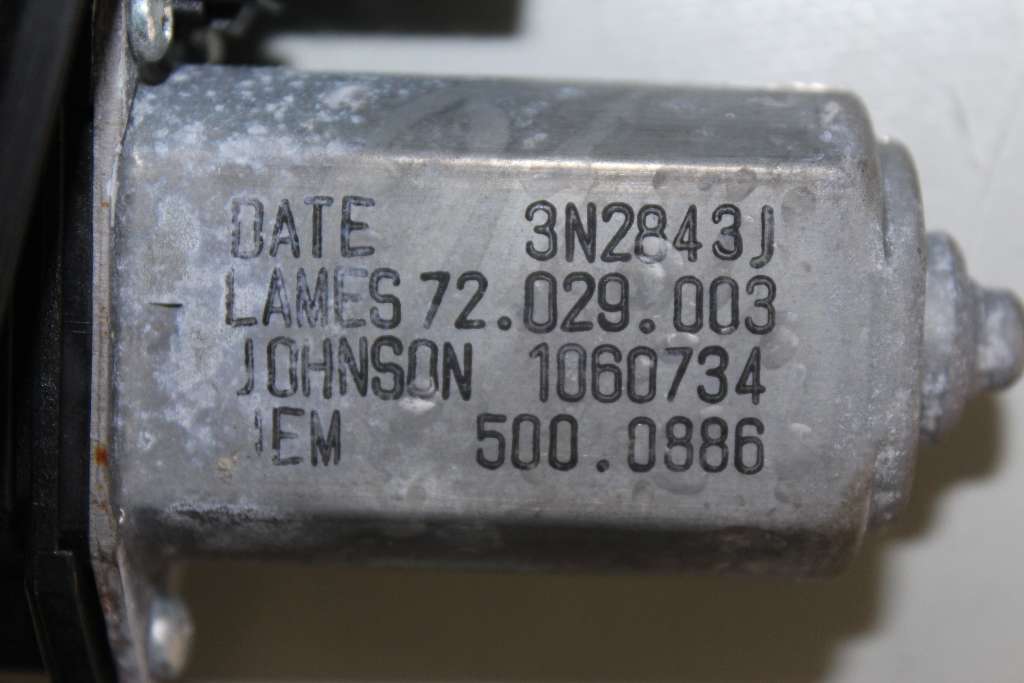 DATE 3N2843J
LAMES 72.029.003
JOHNSON 1060734
500.0886